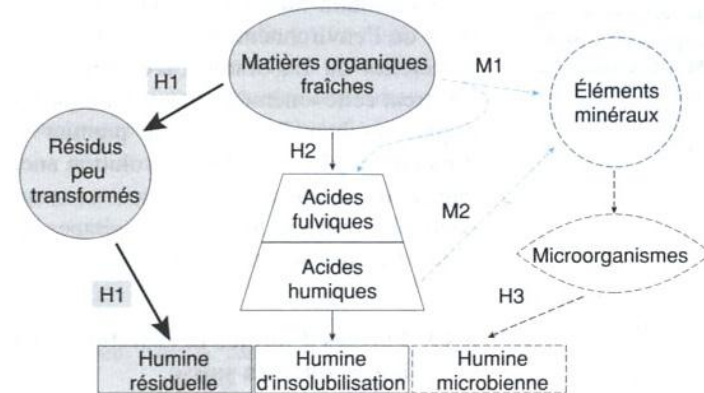 Matières organiques
fraîches
M1
H1
Éléments
minéraux
Résidus
peu
transformés
H2
Acides
fulviques
M2
Acides
humiques
Microorganismes
H1
H3
Humine
résiduelle
Humine
d'insolubilisation
Humine
microbienne